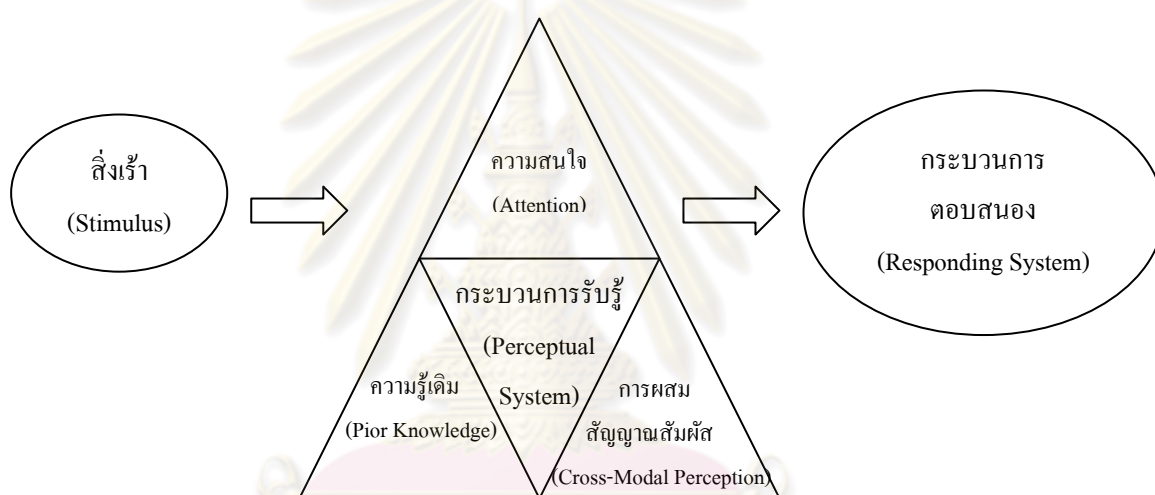 สิ่งเร้า
(Stimulus)
ความสนใจ
(Attention)
กระบวนการรับรู้
(Perceptual
System)
ความรู้เดิม
(Pior Knowledge)
การผสม
สัญญาณสัมผัส
(Cross-Modal Perception)
กระบวนการ
ตอบสนอง
(Responding System)